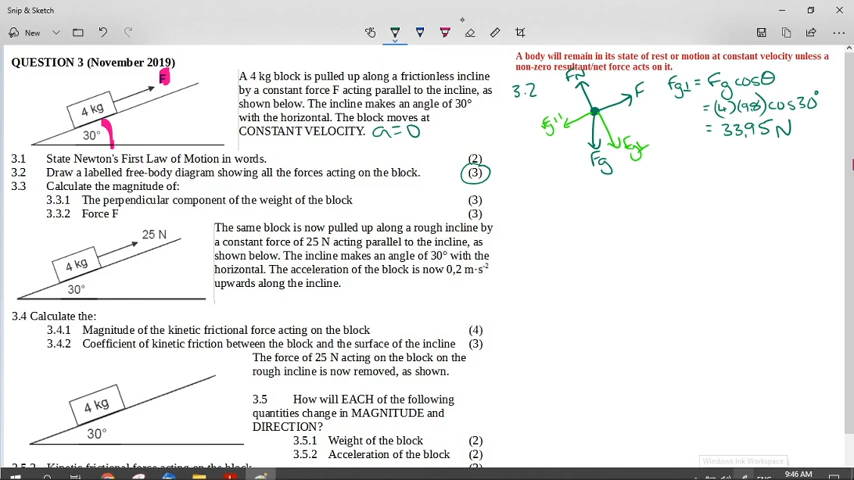 Snip & Sketch
New
QUESTION 3 (November 2019)
F
4 kg
30°
A 4 kg block is pulled up along a frictionless incline
by a constant force F acting parallel to the incline, as
shown below. The incline makes an angle of 30°
with the horizontal. The block moves at
CONSTANT VELOCITY. a=0
3.1 State Newton's First Law of Motion in words. (2)
3.2 Draw a labelled free-body diagram showing all the forces acting on the block. (3)
3.3 Calculate the magnitude of:
3.3.1 The perpendicular component of the weight of the block (3)
3.3.2 Force F (3)
25 N
4 kg
30°
The same block is now pulled up along a rough incline by
a constant force of 25 N acting parallel to the incline, as
shown below. The incline makes an angle of 30° with the
horizontal. The acceleration of the block is now 0,2 m·s⁻²
upwards along the incline.
3.4 Calculate the:
3.4.1 Magnitude of the kinetic frictional force acting on the block (4)
3.4.2 Coefficient of kinetic friction between the block and the surface of the incline (3)
The force of 25 N acting on the block on the
rough incline is now removed, as shown.
4 kg
30°
3.5 How will EACH of the following
quantities change in MAGNITUDE and
DIRECTION?
3.5.1 Weight of the block (2)
3.5.2 Acceleration of the block (2)
3.5.2 Kinetic frictional force acting on the block
A body will remain in its state of rest or motion at constant velocity unless a
non-zero resultant/net force acts on it.
3.2
FN
F
Fg//
Fg⊥
Fg
Fg⊥ = Fg cosθ
= (4)(9,8) cos30°
= 33,95 N
Windows Ink Workspace
ENG
9:46 AM